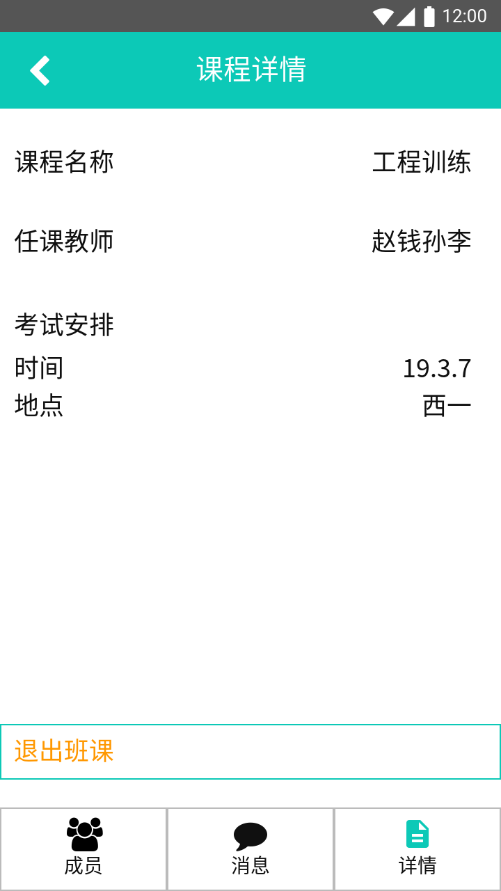 12:00
课程详情
课程名称 工程训练
任课教师 赵钱孙李
考试安排
时间 19.3.7
地点 西一
退出班课
成员 消息 详情